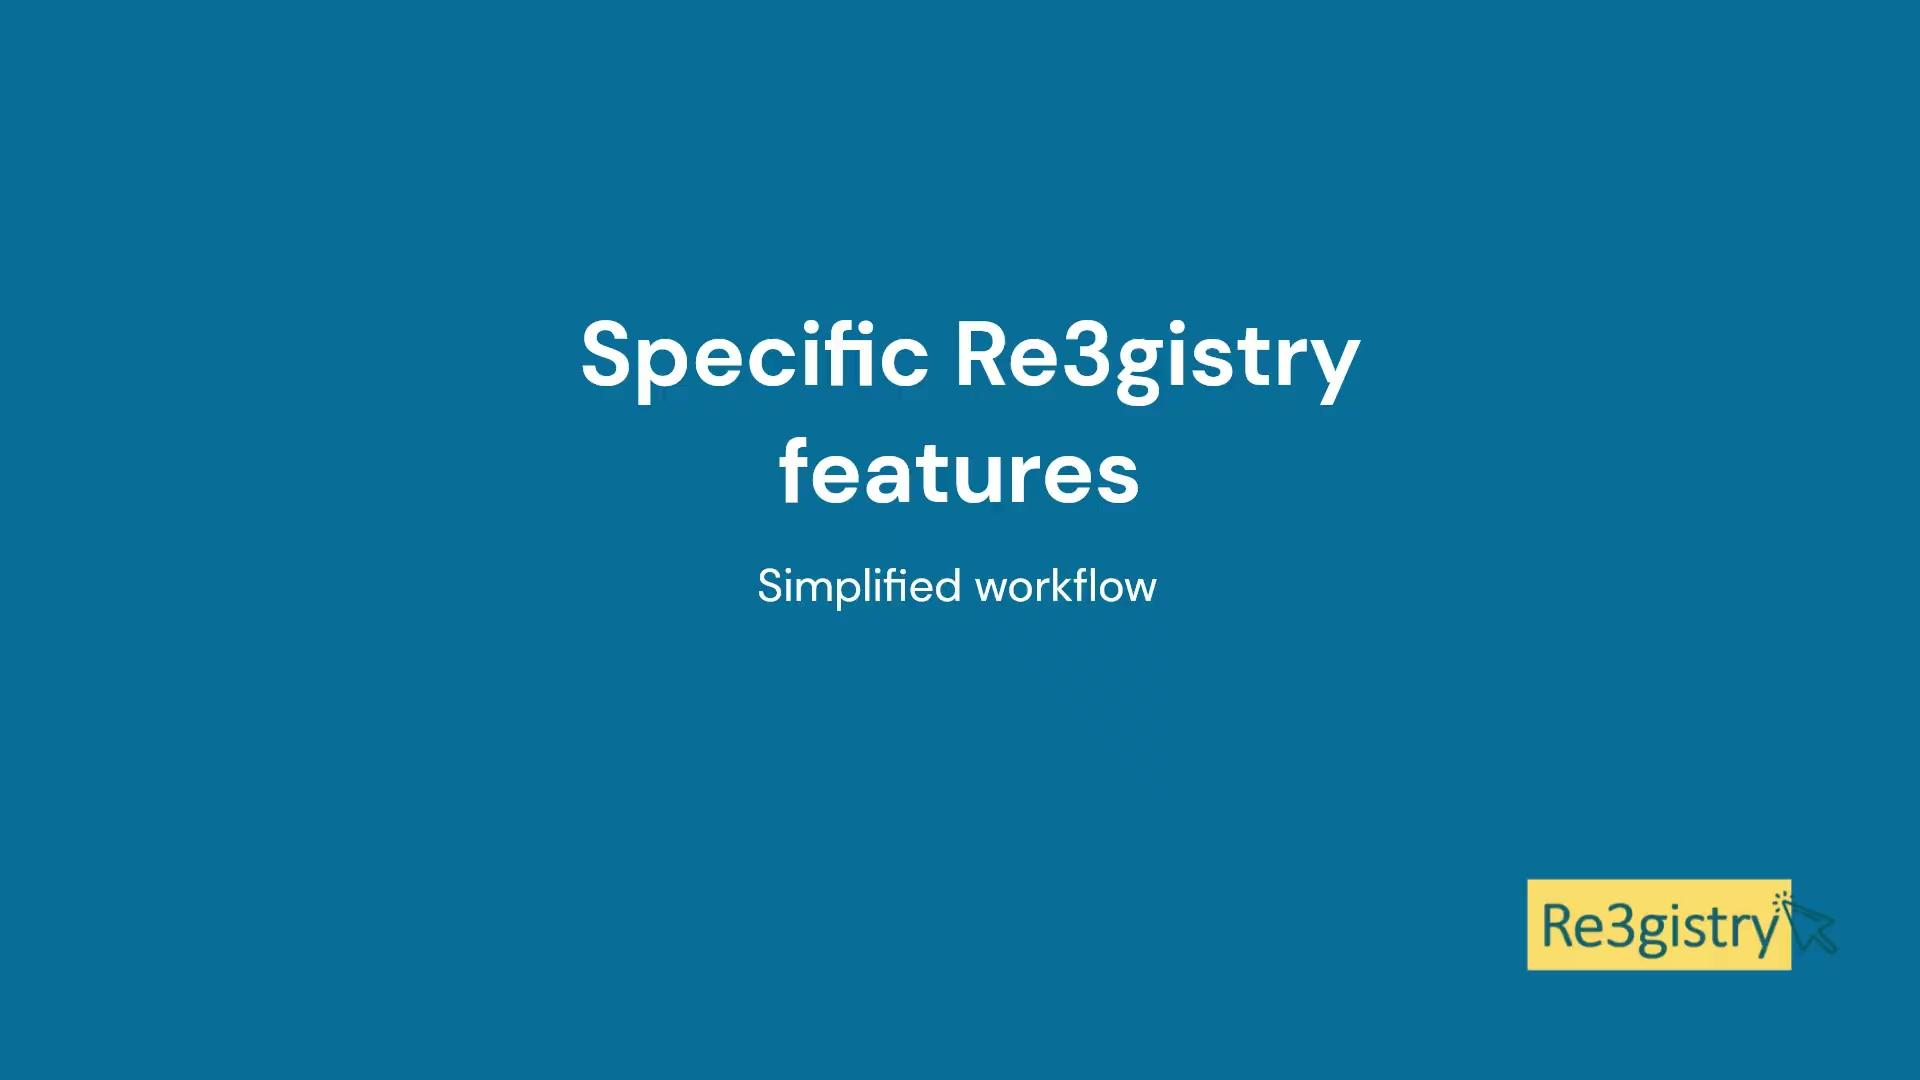 Specific Re3gistry
features
Simplified workflow
Re3gistry